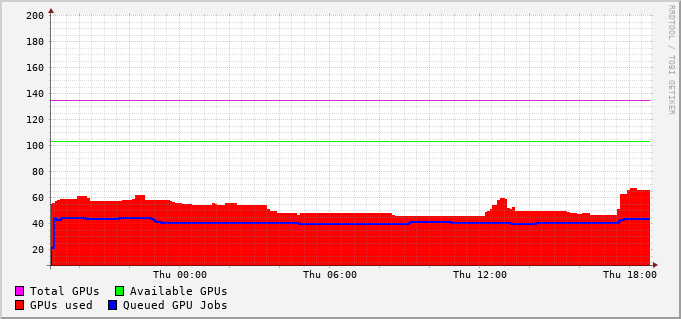 200
180
160
140
120
100
80
60
40
20
Thu 00:00 Thu 06:00 Thu 12:00 Thu 18:00
Total GPUs Available GPUs
GPUs used Queued GPU Jobs
RRDTOOL / TOBI OETIKER